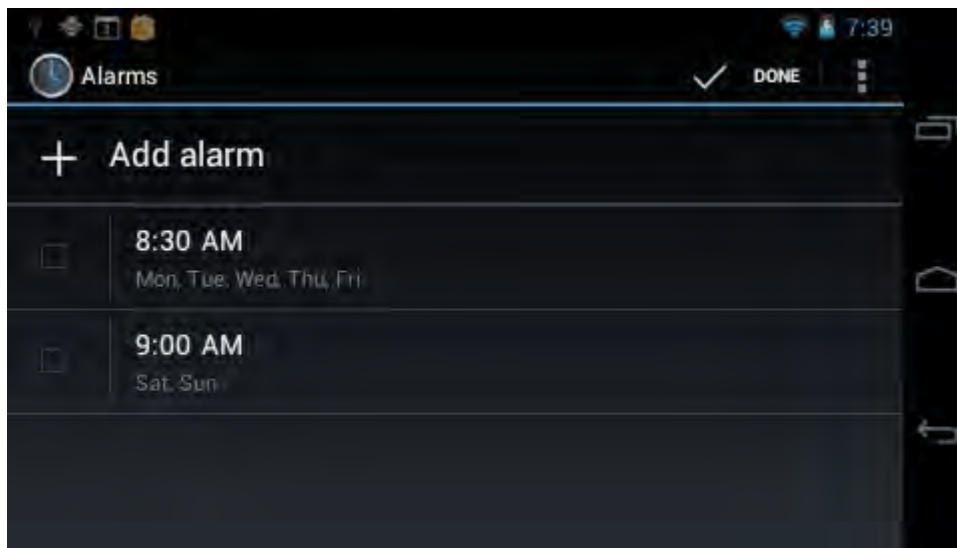 7:39
Alarms
DONE
Add alarm
8:30 AM
Mon, Tue, Wed, Thu, Fri
9:00 AM
Sat, Sun